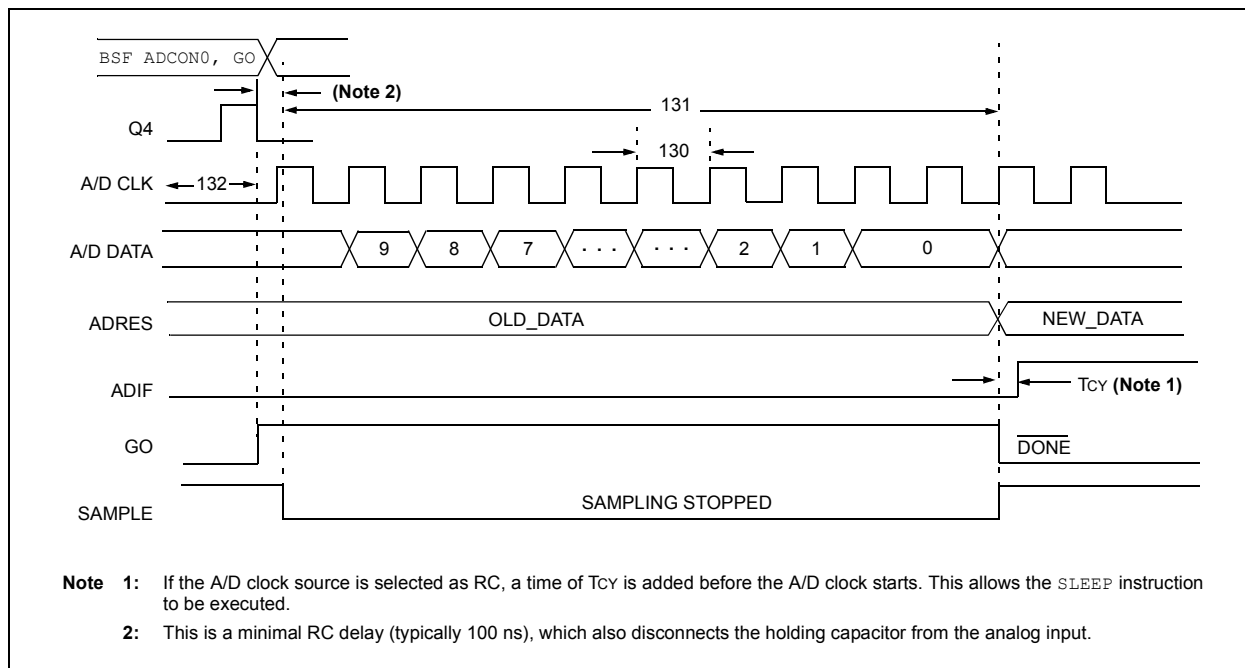 BSF ADCON0, GO
(Note 2)
131
Q4
130
A/D CLK
132
A/D DATA
9 8 7 . . . . . . 2 1 0
ADRES
OLD_DATA
NEW_DATA
ADIF
TCY (Note 1)
GO
DONE
SAMPLE
SAMPLING STOPPED
Note 1: If the A/D clock source is selected as RC, a time of TCY is added before the A/D clock starts. This allows the SLEEP instruction
to be executed.
2: This is a minimal RC delay (typically 100 ns), which also disconnects the holding capacitor from the analog input.